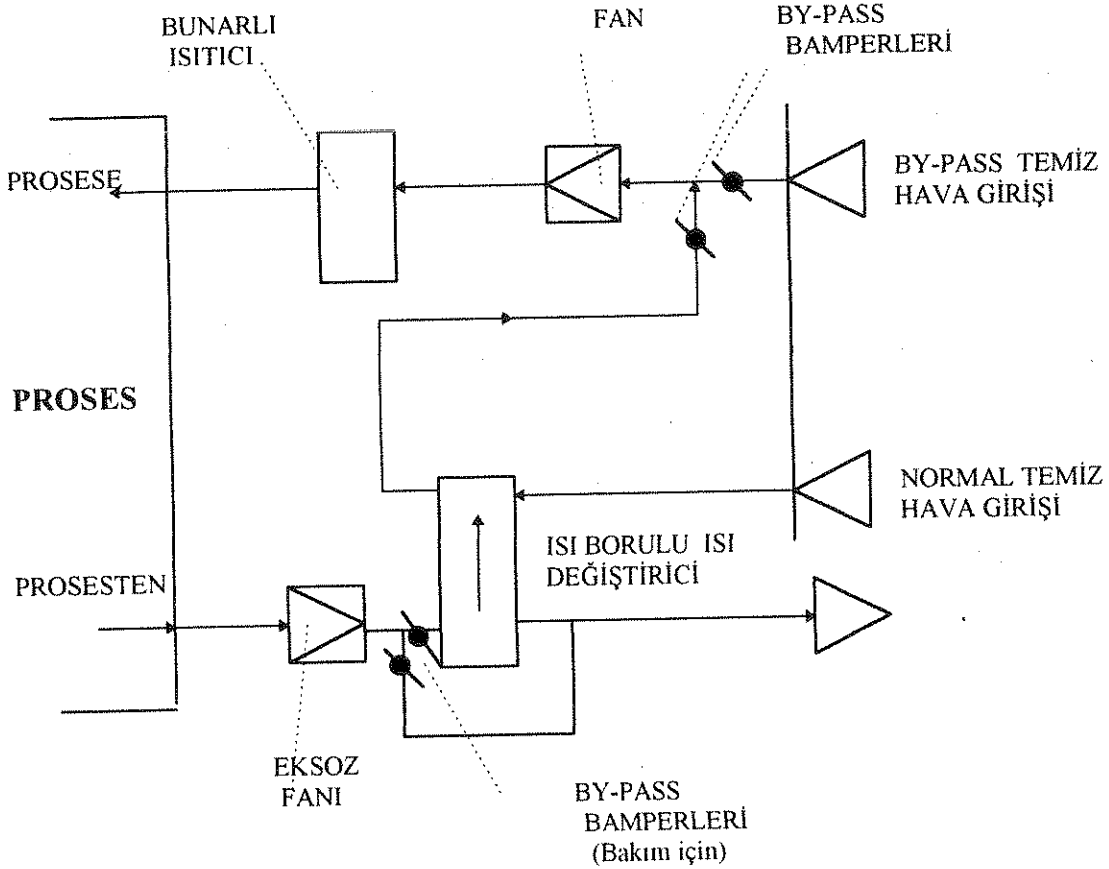 BUNARLI
ISITICI
FAN
BY-PASS
BAMPERLERİ
PROSESE
BY-PASS TEMİZ
HAVA GİRİŞİ
PROSES
NORMAL TEMİZ
HAVA GİRİŞİ
ISI BORULU ISI
DEĞİŞTİRİCİ
PROSESTEN
EKSOZ
FANI
BY-PASS
BAMPERLERİ
(Bakım için)